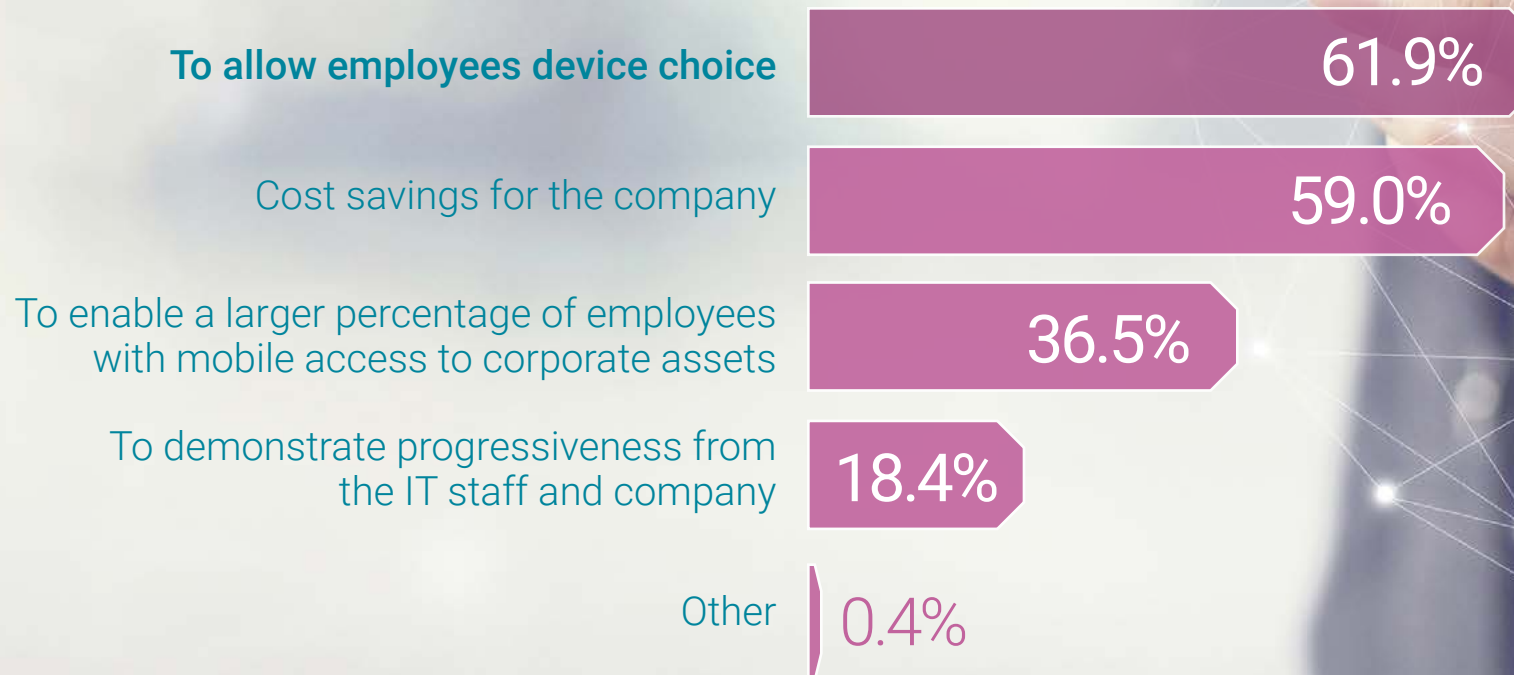 To allow employees device choice
61.9%
Cost savings for the company
59.0%
To enable a larger percentage of employees
with mobile access to corporate assets
36.5%
To demonstrate progressiveness from
the IT staff and company
18.4%
Other
0.4%